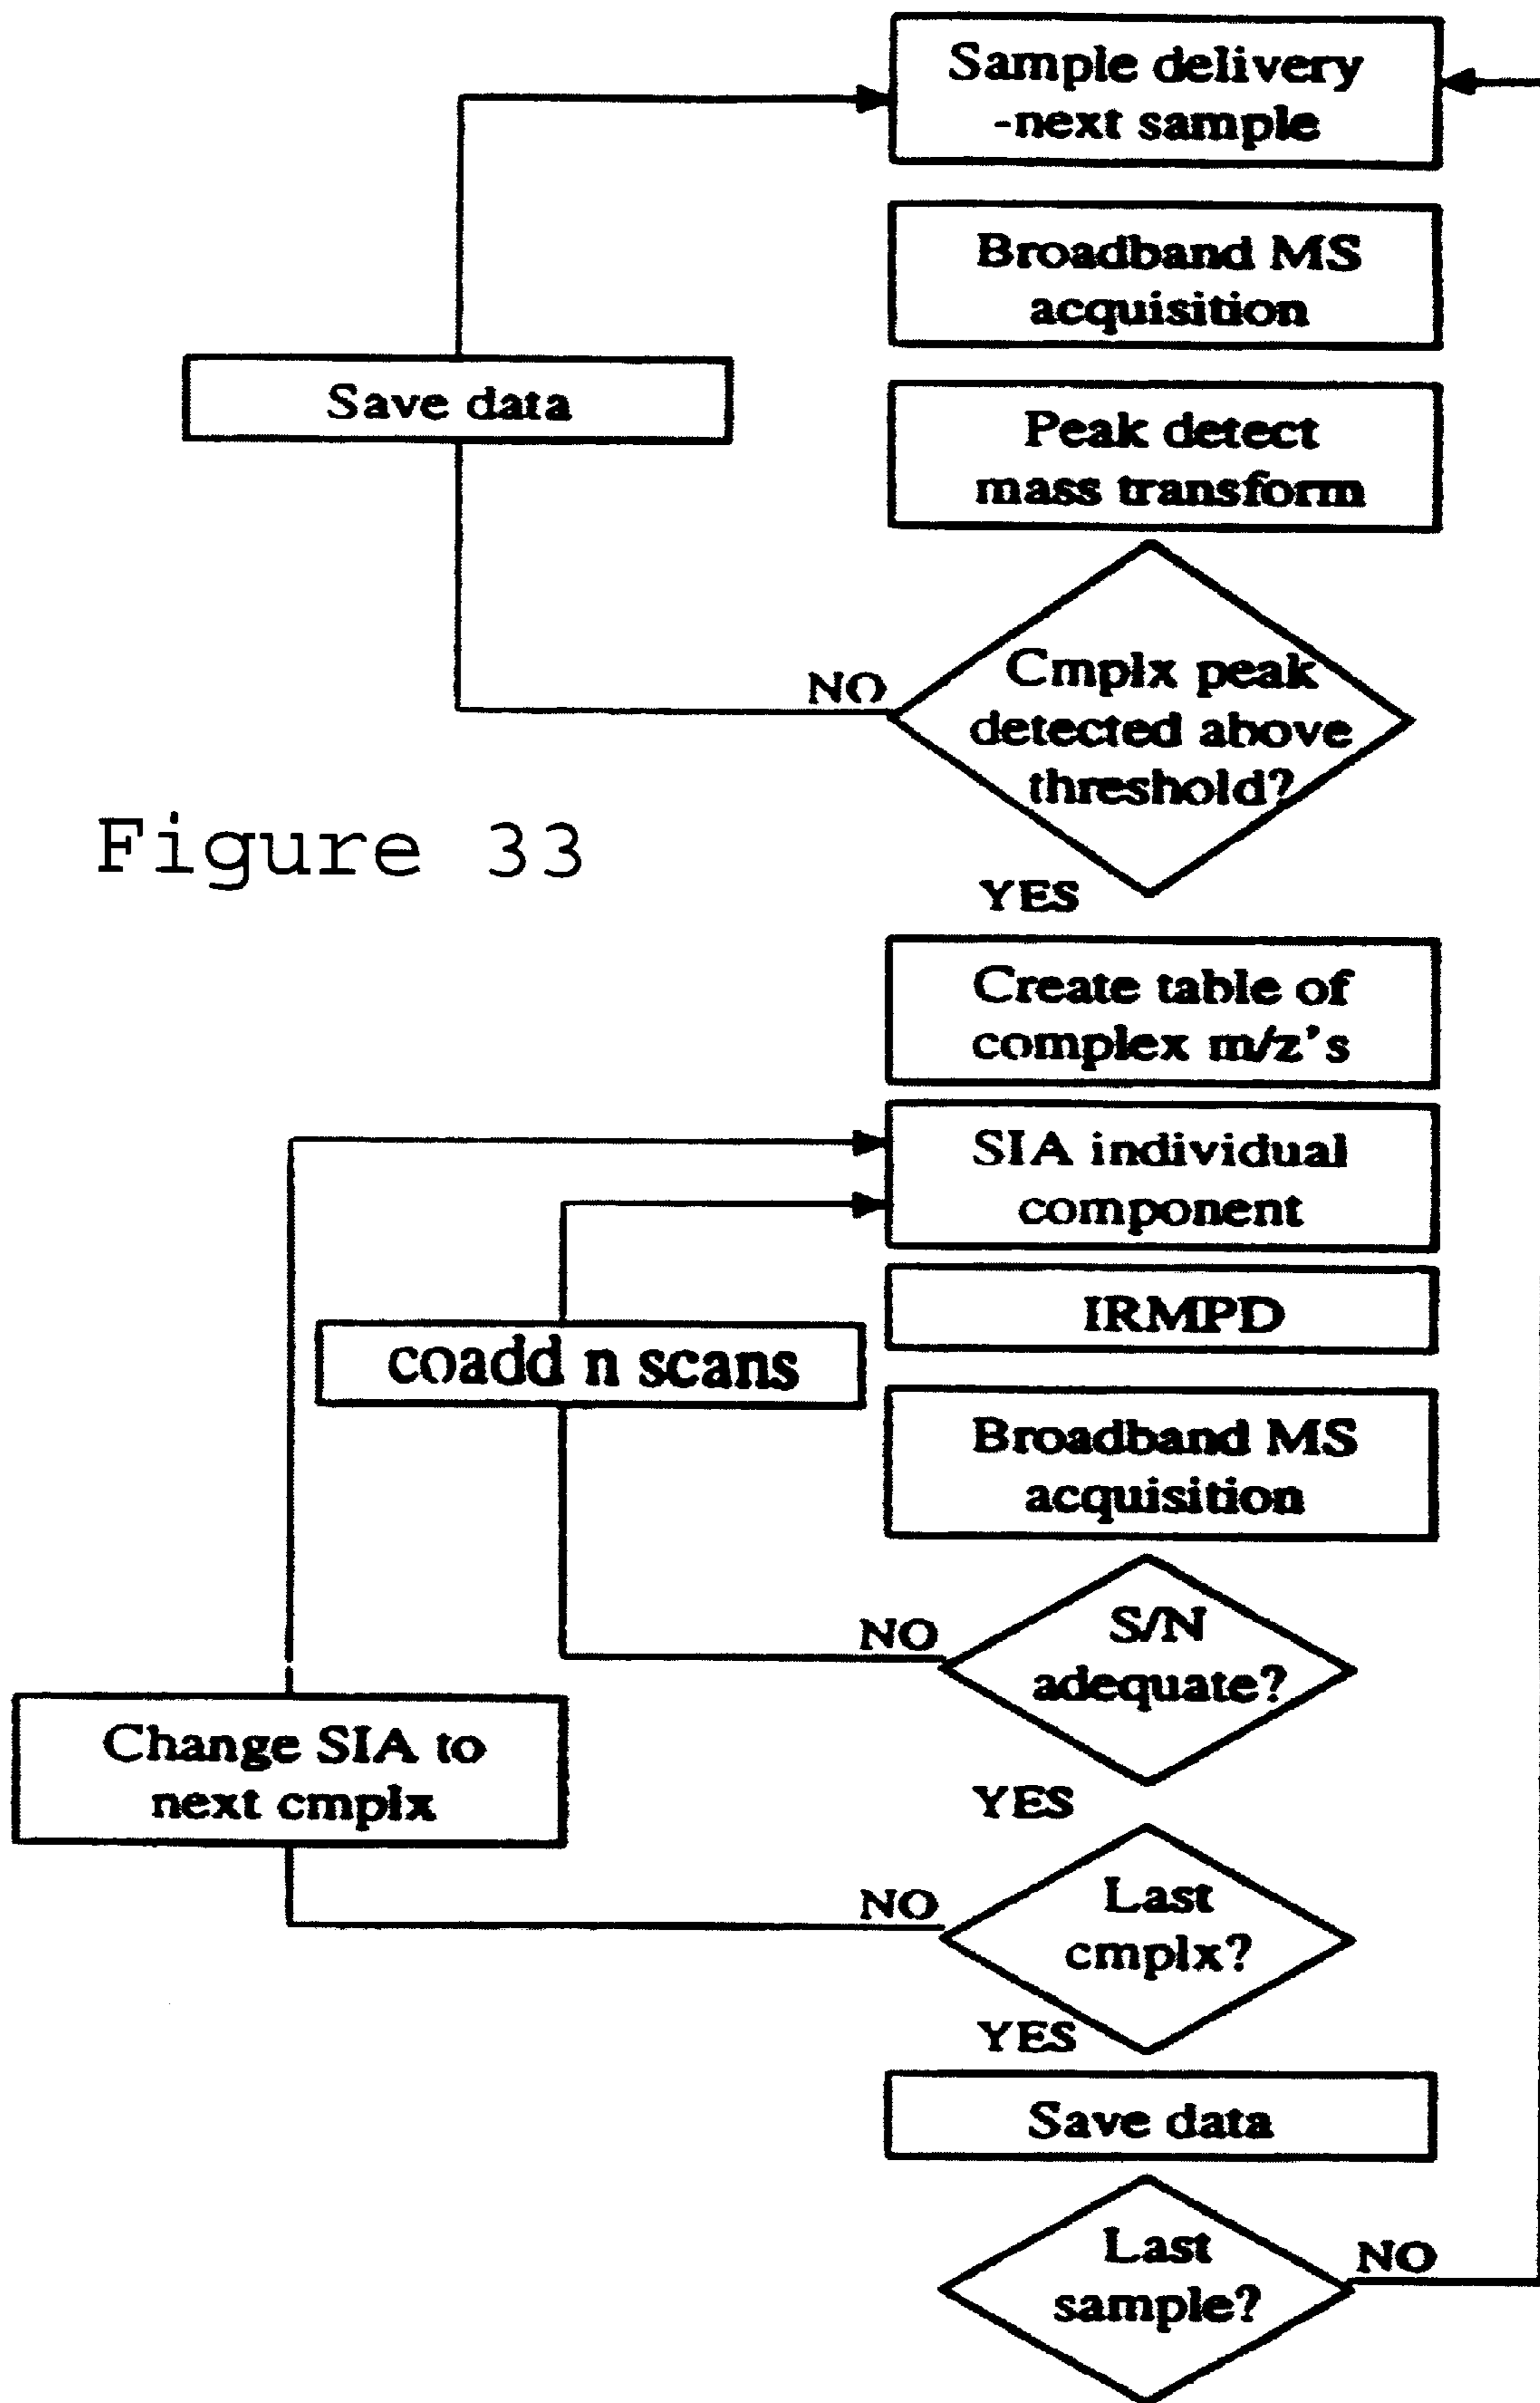 Sample delivery
-next sample
Broadband MS
acquisition
Save data
Peak detect
mass transform
NO
Cmplx peak
detected above
threshold?
Figure 33
YES
Create table of
complex m/z's
SIA individual
component
IRMPD
coadd n scans
Broadband MS
acquisition
NO
S/N
adequate?
Change SIA to
next cmplx
YES
NO
Last
cmplx?
YES
Save data
Last
sample?
NO